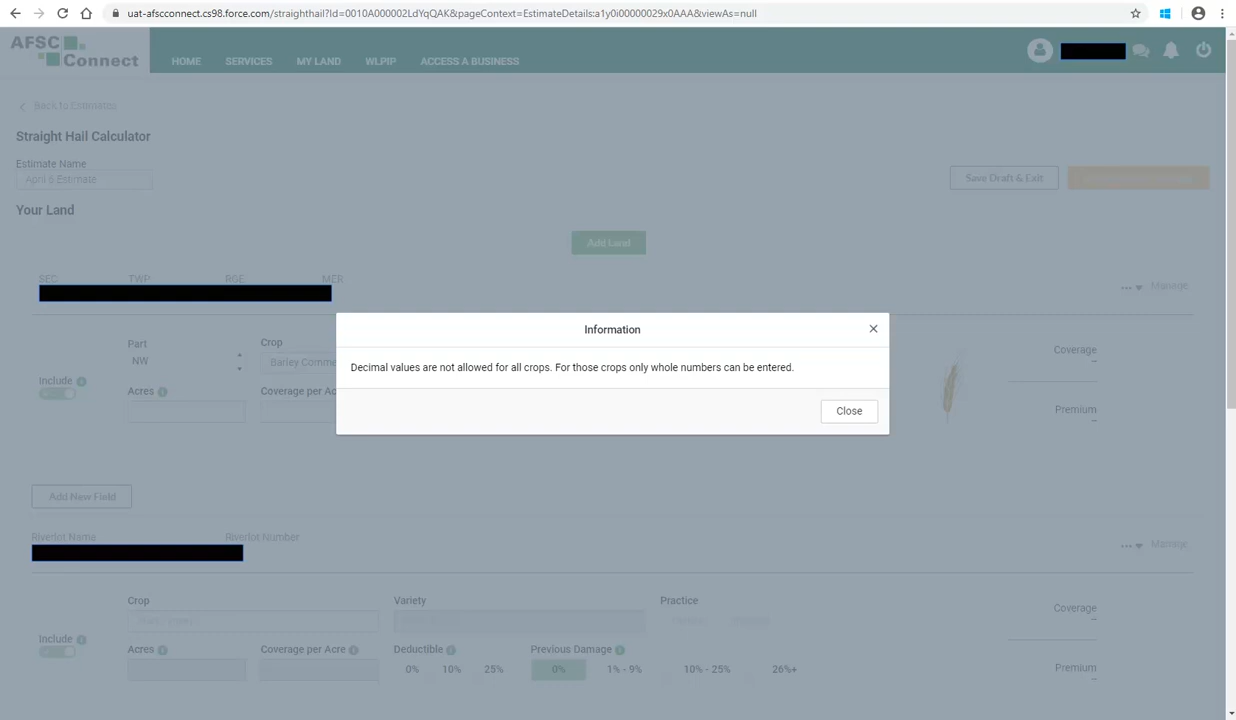 uat-afscconnect.cs98.force.com/straighthail?Id=0010A000002LdYqQAK&pageContext=EstimateDetails:a1y0i00000029x0AAA&viewAs=null
AFSC
Connect
HOME SERVICES MY LAND WLPIP ACCESS A BUSINESS
Back to Estimates
Straight Hail Calculator
Estimate Name
April 6 Estimate
Save Draft & Exit
Your Land
Add Land
SEC: TWP: RGE: MER:
Manage
Information
Decimal values are not allowed for all crops. For those crops only whole numbers can be entered.
Close
Part Crop
NW Barley Comme
Include
Acres Coverage per Ac
Coverage
--
Premium
--
Add New Field
Riverlot Name Riverlot Number
Manage
Crop Variety Practice
Include
Acres Coverage per Acre Deductible Previous Damage
0% 10% 25% 0% 1% - 9% 10% - 25% 26%+
Coverage
--
Premium
--